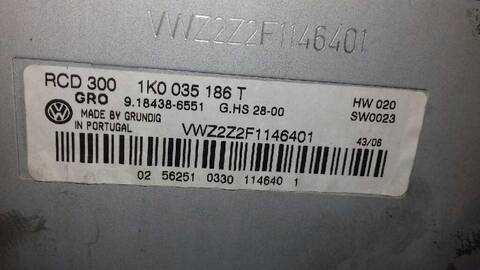 VWZ2Z2F1146401
RCD 300 1K0 035 186 T
GRO 9.18438-6551 G.HS 28-00 HW 020
MADE BY GRUNDIG SW0023
IN PORTUGAL VWZ2Z2F1146401 43/06
02 56251 0330 114640 1